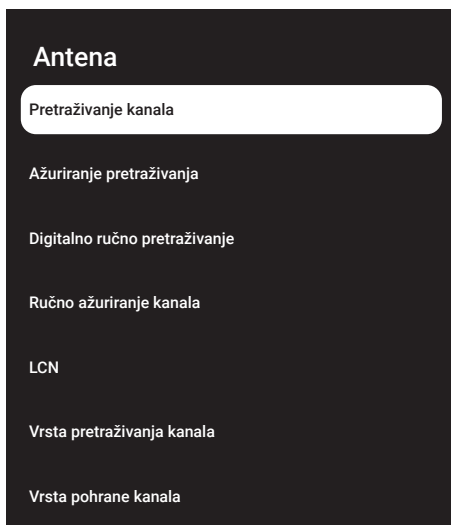 Antena
Pretraživanje kanala
Ažuriranje pretraživanja
Digitalno ručno pretraživanje
Ručno ažuriranje kanala
LCN
Vrsta pretraživanja kanala
Vrsta pohrane kanala